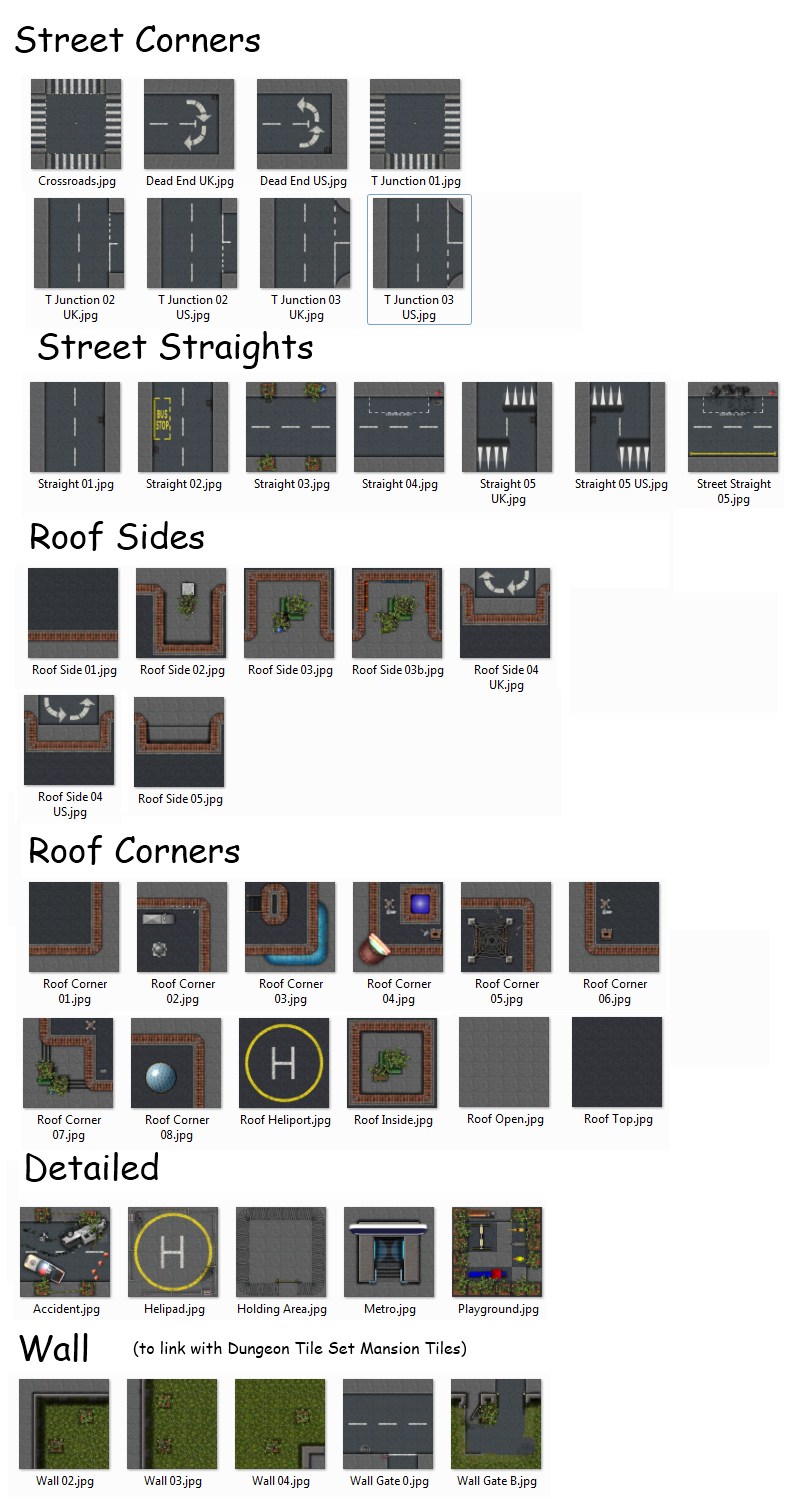 Street Corners
Crossroads.jpg
Dead End UK.jpg
Dead End US.jpg
T Junction 01.jpg
T Junction 02 UK.jpg
T Junction 02 US.jpg
T Junction 03 UK.jpg
T Junction 03 US.jpg
Street Straights
BUS
STOP
Straight 01.jpg
Straight 02.jpg
Straight 03.jpg
Straight 04.jpg
Straight 05 UK.jpg
Straight 05 US.jpg
Street Straight 05.jpg
Roof Sides
Roof Side 01.jpg
Roof Side 02.jpg
Roof Side 03.jpg
Roof Side 03b.jpg
Roof Side 04 UK.jpg
Roof Side 04 US.jpg
Roof Side 05.jpg
Roof Corners
Roof Corner 01.jpg
Roof Corner 02.jpg
Roof Corner 03.jpg
Roof Corner 04.jpg
Roof Corner 05.jpg
Roof Corner 06.jpg
H
Roof Corner 07.jpg
Roof Corner 08.jpg
Roof Heliport.jpg
Roof Inside.jpg
Roof Open.jpg
Roof Top.jpg
Detailed
H
Accident.jpg
Helipad.jpg
Holding Area.jpg
Metro.jpg
Playground.jpg
Wall
(to link with Dungeon Tile Set Mansion Tiles)
Wall 02.jpg
Wall 03.jpg
Wall 04.jpg
Wall Gate 0.jpg
Wall Gate B.jpg